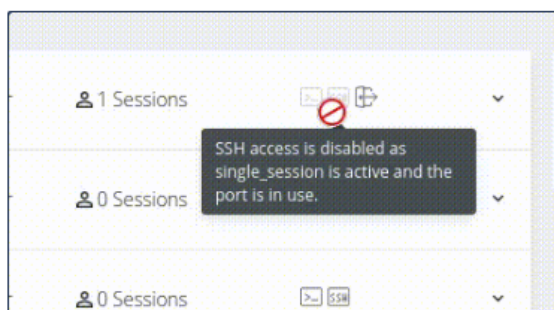 1 Sessions
SSH access is disabled as
single_session is active and the
port is in use.
0 Sessions
0 Sessions >_ SSH